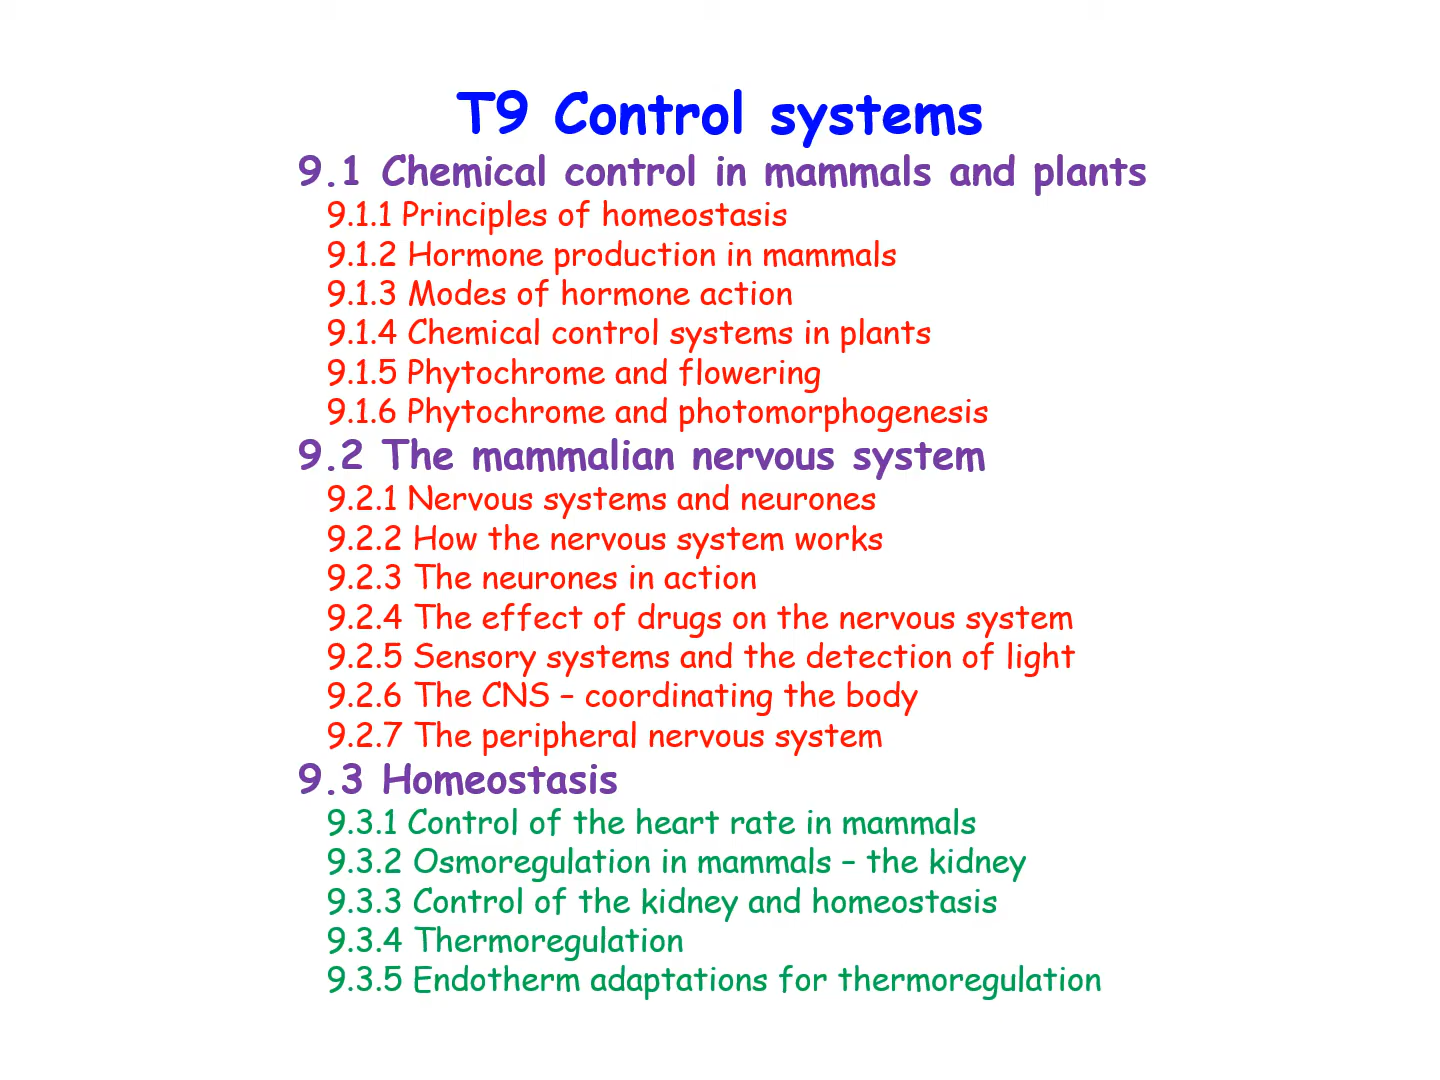 T9 Control systems
9.1 Chemical control in mammals and plants
9.1.1 Principles of homeostasis
9.1.2 Hormone production in mammals
9.1.3 Modes of hormone action
9.1.4 Chemical control systems in plants
9.1.5 Phytochrome and flowering
9.1.6 Phytochrome and photomorphogenesis
9.2 The mammalian nervous system
9.2.1 Nervous systems and neurones
9.2.2 How the nervous system works
9.2.3 The neurones in action
9.2.4 The effect of drugs on the nervous system
9.2.5 Sensory systems and the detection of light
9.2.6 The CNS – coordinating the body
9.2.7 The peripheral nervous system
9.3 Homeostasis
9.3.1 Control of the heart rate in mammals
9.3.2 Osmoregulation in mammals – the kidney
9.3.3 Control of the kidney and homeostasis
9.3.4 Thermoregulation
9.3.5 Endotherm adaptations for thermoregulation